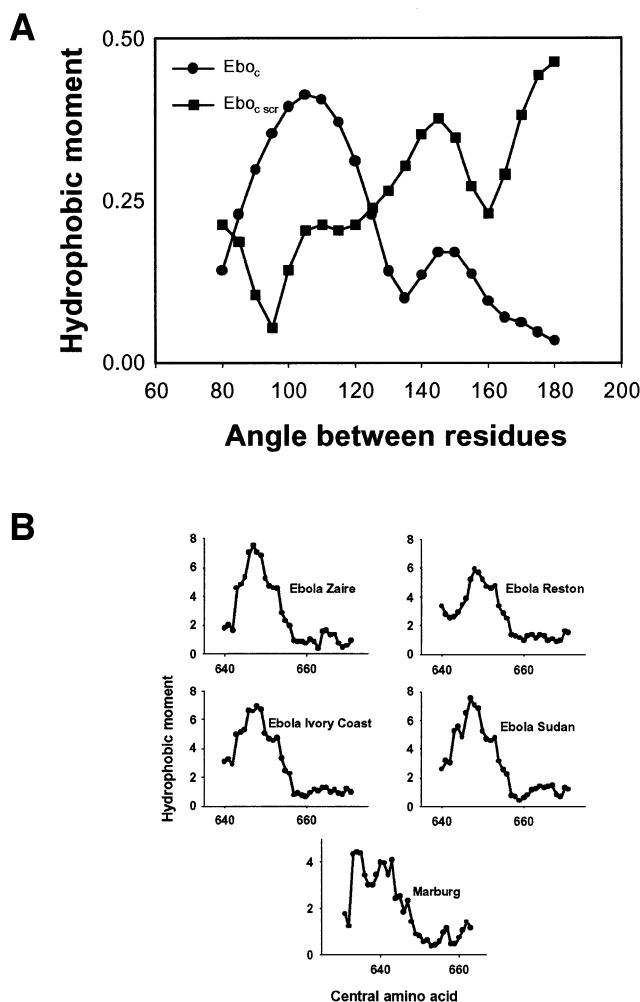 A
Hydrophobic moment
0.50
0.25
0.00
Ebo_c
Ebo_c scr
60 80 100 120 140 160 180 200
Angle between residues
B
Hydrophobic moment
8
6
4
2
0
Ebola Zaire
640 660
8
6
4
2
0
Ebola Reston
640 660
8
6
4
2
0
Ebola Ivory Coast
640 660
8
6
4
2
0
Ebola Sudan
640 660
4
2
0
Marburg
640 660
Central amino acid